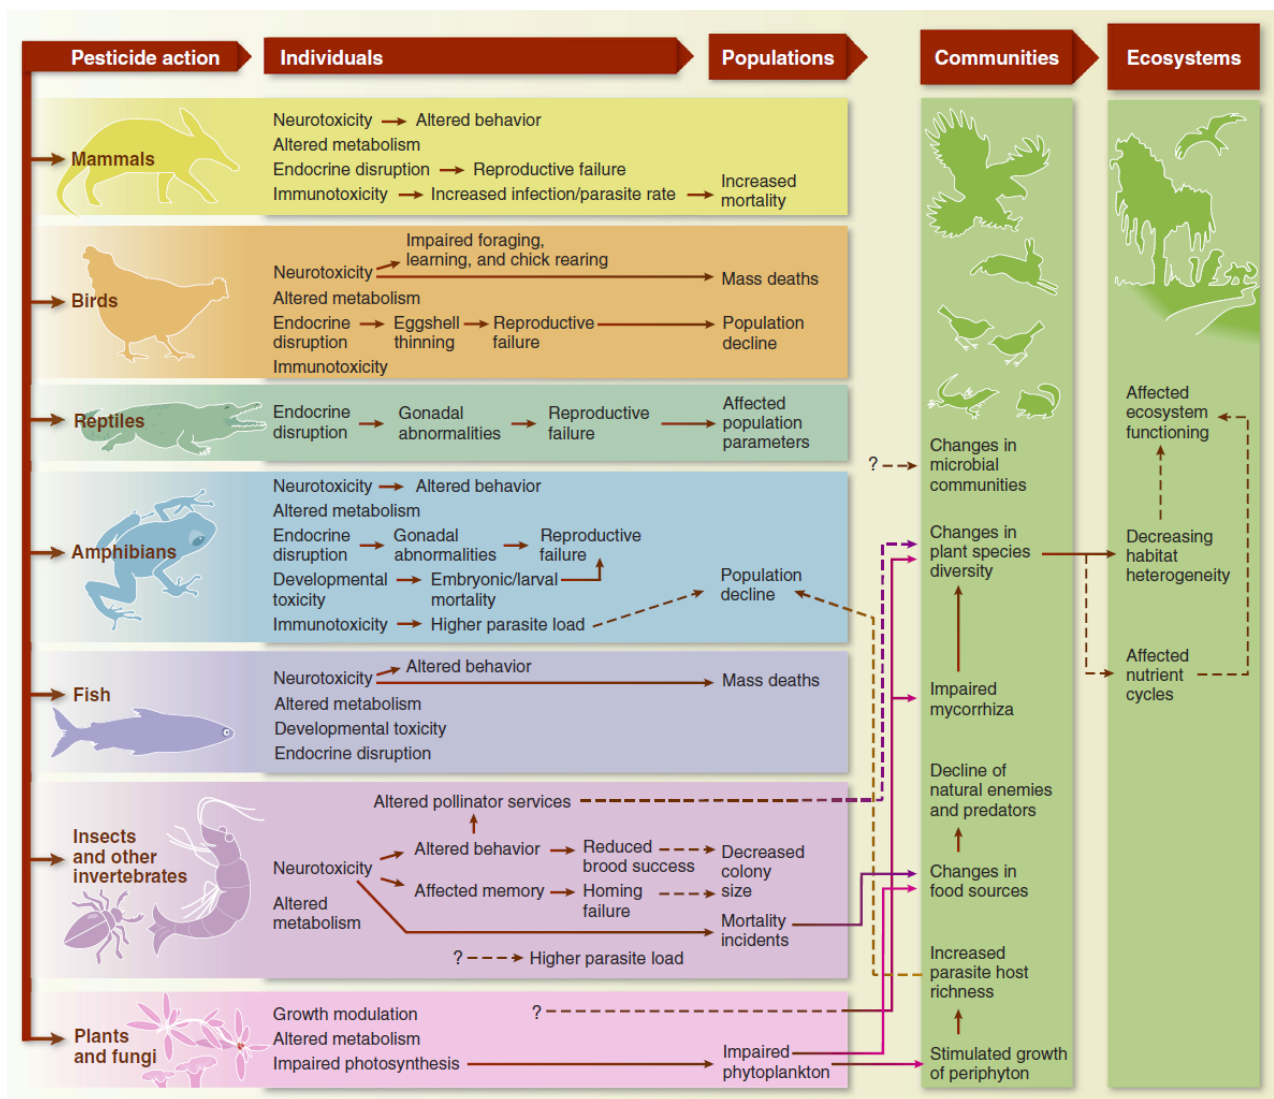 Pesticide action
Individuals
Populations
Communities
Ecosystems
Mammals
Neurotoxicity
Altered behavior
Altered metabolism
Endocrine disruption
Reproductive failure
Immunotoxicity
Increased infection/parasite rate
Increased
mortality
Birds
Neurotoxicity
Impaired foraging,
learning, and chick rearing
Mass deaths
Altered metabolism
Endocrine
disruption
Eggshell
thinning
Reproductive
failure
Population
decline
Immunotoxicity
Reptiles
Endocrine
disruption
Gonadal
abnormalities
Reproductive
failure
Affected
population
parameters
Amphibians
Neurotoxicity
Altered behavior
Altered metabolism
Endocrine
disruption
Gonadal
abnormalities
Reproductive
failure
Developmental
toxicity
Embryonic/larval
mortality
Immunotoxicity
Higher parasite load
Population
decline
Fish
Neurotoxicity
Altered behavior
Mass deaths
Altered metabolism
Developmental toxicity
Endocrine disruption
Insects
and other
invertebrates
Altered pollinator services
Neurotoxicity
Altered behavior
Reduced
brood success
Decreased
colony
size
Affected memory
Homing
failure
Altered
metabolism
Mortality
incidents
?
Higher parasite load
Plants
and fungi
Growth modulation
?
Altered metabolism
Impaired photosynthesis
Impaired
phytoplankton
?
Changes in
microbial
communities
Changes in
plant species
diversity
Impaired
mycorrhiza
Decline of
natural enemies
and predators
Changes in
food sources
Increased
parasite host
richness
Stimulated growth
of periphyton
Affected
ecosystem
functioning
Decreasing
habitat
heterogeneity
Affected
nutrient
cycles